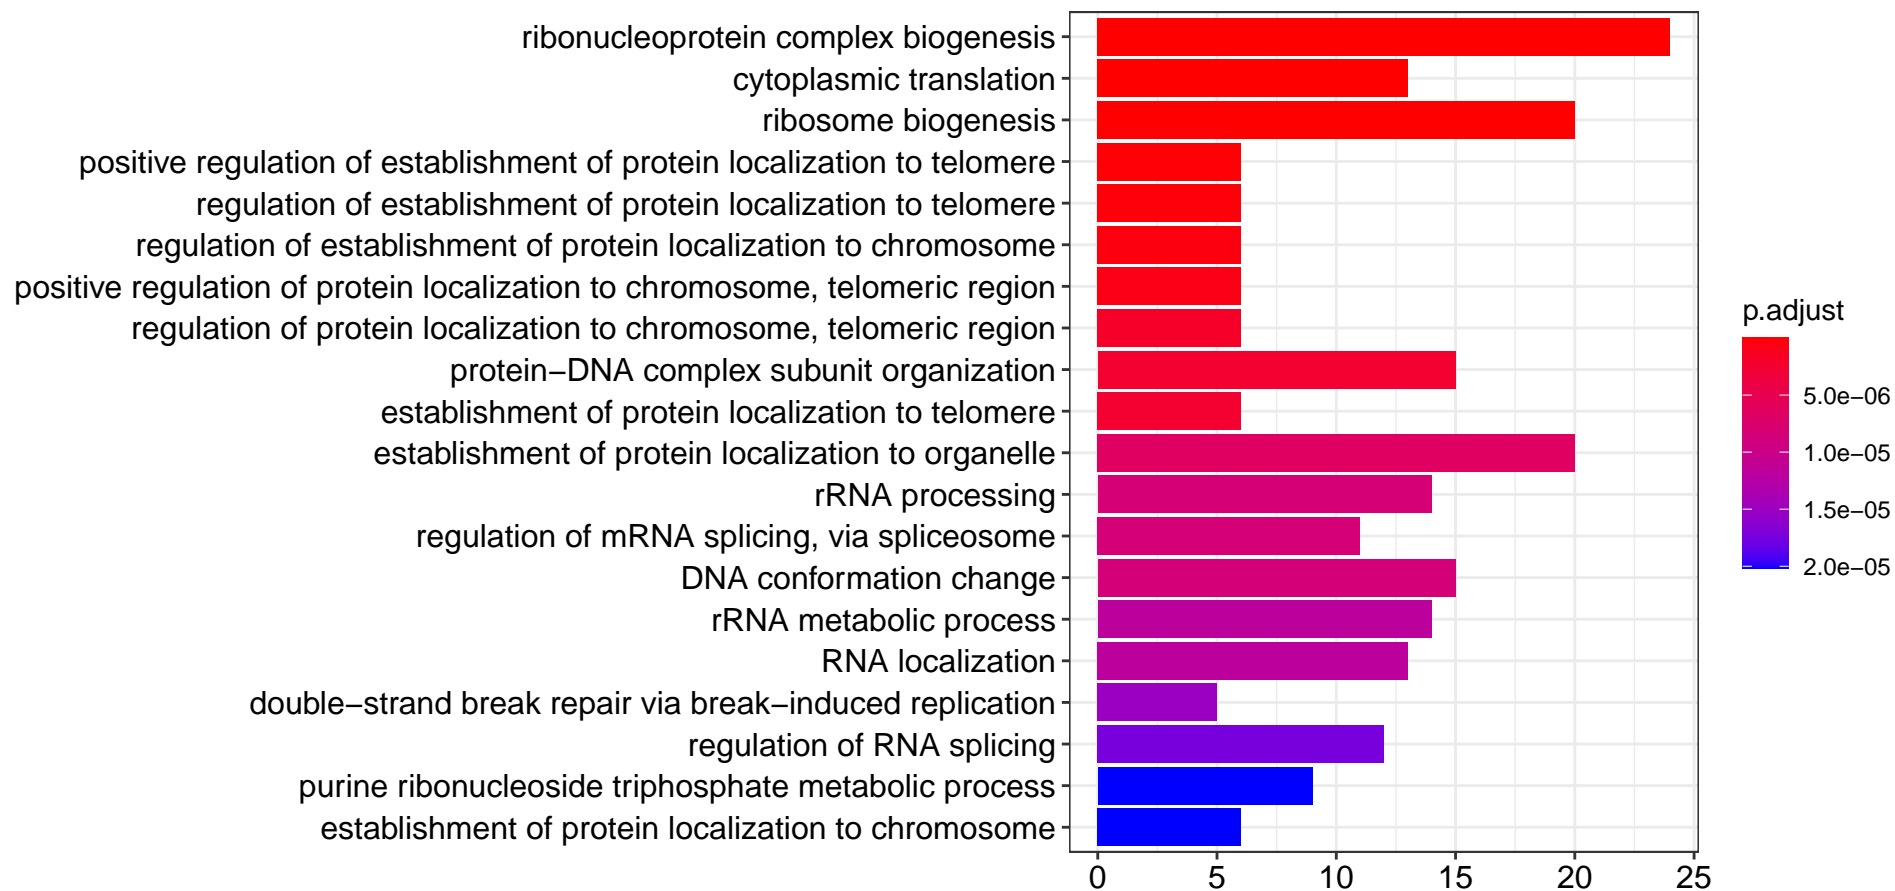 ribonucleoprotein complex biogenesis
cytoplasmic translation
ribosome biogenesis
positive regulation of establishment of protein localization to telomere
regulation of establishment of protein localization to telomere
regulation of establishment of protein localization to chromosome
positive regulation of protein localization to chromosome, telomeric region
regulation of protein localization to chromosome, telomeric region
protein−DNA complex subunit organization
establishment of protein localization to telomere
establishment of protein localization to organelle
rRNA processing
regulation of mRNA splicing, via spliceosome
DNA conformation change
rRNA metabolic process
RNA localization
double−strand break repair via break−induced replication
regulation of RNA splicing
purine ribonucleoside triphosphate metabolic process
establishment of protein localization to chromosome
0 5 10 15 20 25
p.adjust
5.0e−06
1.0e−05
1.5e−05
2.0e−05